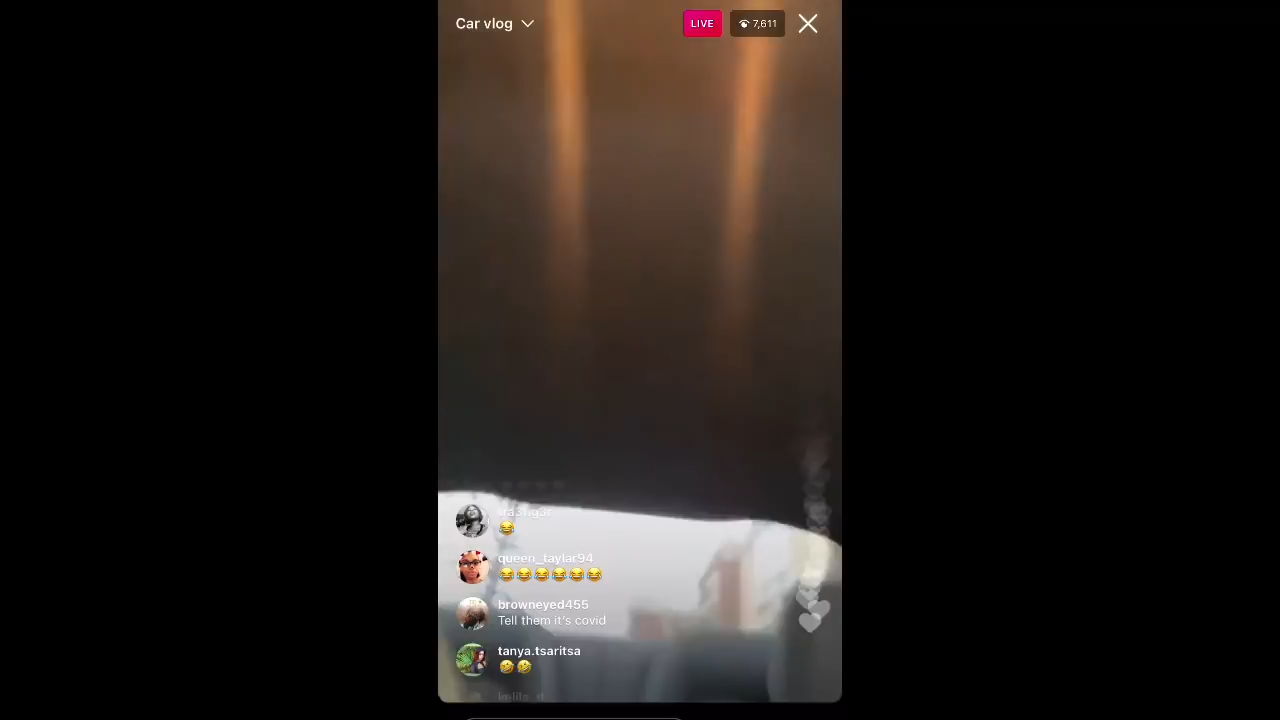 Car vlog
LIVE
7,611
😂
queen_taylar94
😂😂😂😂😂😂
browneyed455
Tell them it's covid
tanya.tsaritsa
🤣🤣